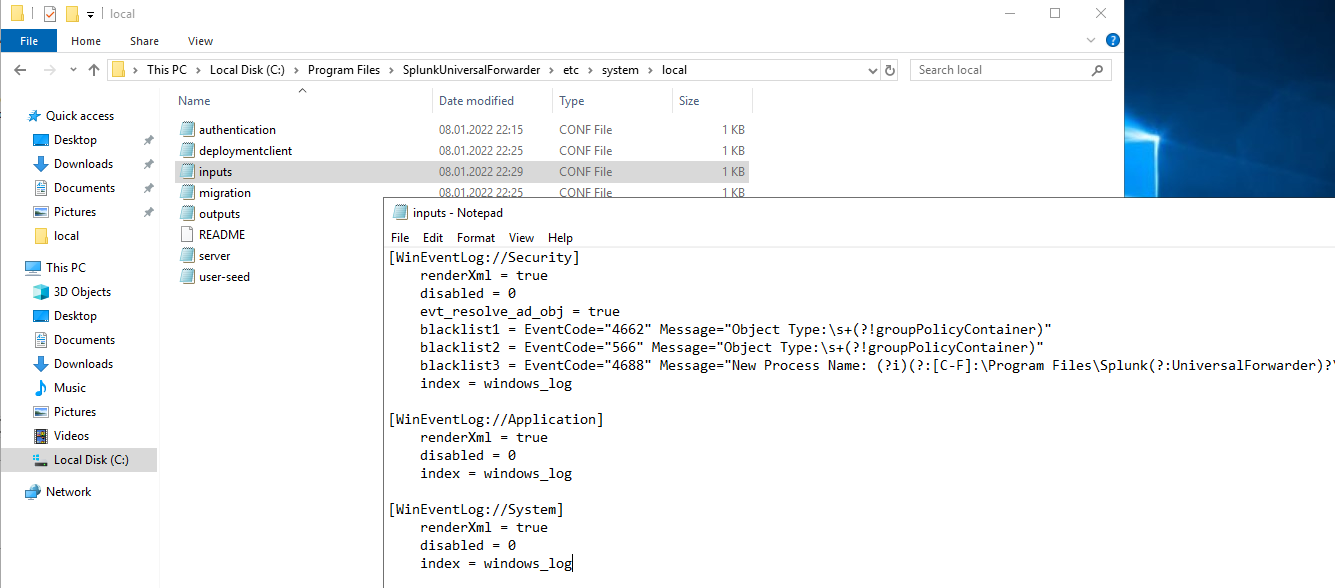 local
File Home Share View
This PC > Local Disk (C:) > Program Files > SplunkUniversalForwarder > etc > system > local
Search local
Name Date modified Type Size
Quick access
Desktop
Downloads
Documents
Pictures
local
This PC
3D Objects
Desktop
Documents
Downloads
Music
Pictures
Videos
Local Disk (C:)
Network
authentication 08.01.2022 22:15 CONF File 1 KB
deploymentclient 08.01.2022 22:25 CONF File 1 KB
inputs 08.01.2022 22:29 CONF File 1 KB
migration 08.01.2022 22:25 CONF File 1 KB
outputs
README
server
user-seed
inputs - Notepad
File Edit Format View Help
[WinEventLog://Security]
renderXml = true
disabled = 0
evt_resolve_ad_obj = true
blacklist1 = EventCode="4662" Message="Object Type:\s+(?!groupPolicyContainer)"
blacklist2 = EventCode="566" Message="Object Type:\s+(?!groupPolicyContainer)"
blacklist3 = EventCode="4688" Message="New Process Name: (?i)(?:[C-F]:\Program Files\Splunk(?:UniversalForwarder)?\
index = windows_log
[WinEventLog://Application]
renderXml = true
disabled = 0
index = windows_log
[WinEventLog://System]
renderXml = true
disabled = 0
index = windows_log